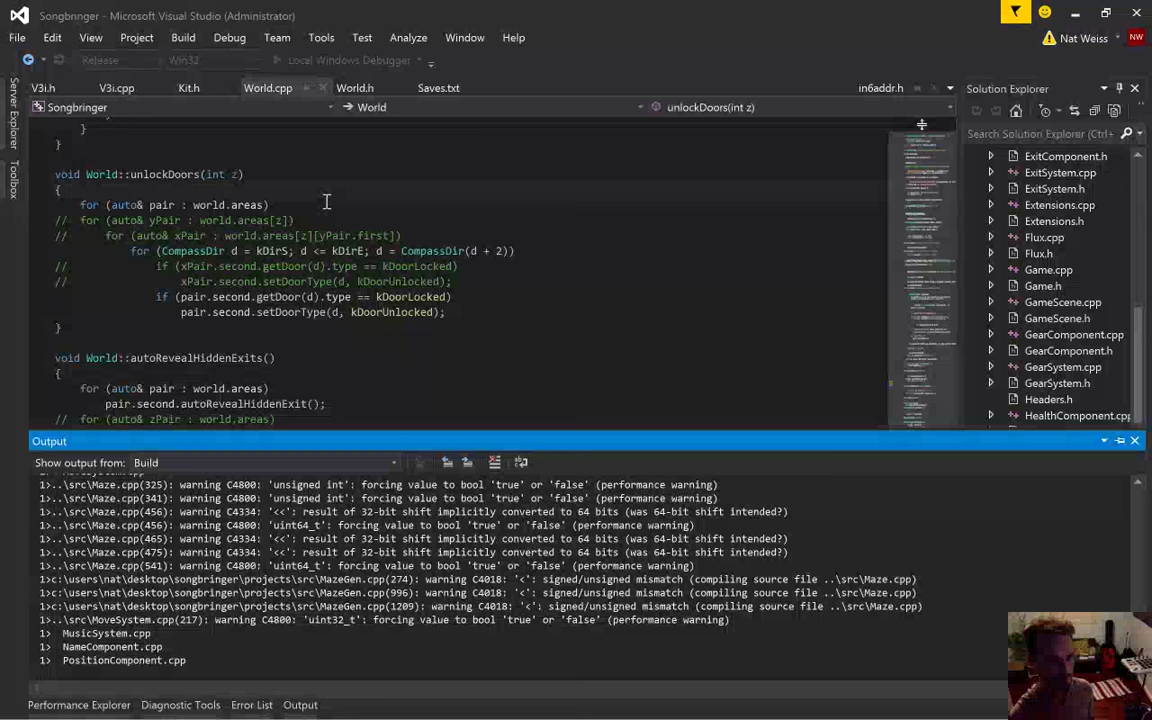 Songbringer - Microsoft Visual Studio (Administrator)
File Edit View Project Build Debug Team Tools Test Analyze Window Help
Nat Weiss NW
Release Win32 Local Windows Debugger
V3i.h V3i.cpp Kit.h World.cpp World.h Saves.txt in6addr.h
Songbringer World unlockDoors(int z)
Server Explorer
Toolbox
}
}
void World::unlockDoors(int z)
{
for (auto& pair : world.areas)
// for (auto& yPair : world.areas[z])
// for (auto& xPair : world.areas[z][yPair.first])
for (CompassDir d = kDirS; d <= kDirE; d = CompassDir(d + 2))
// if (xPair.second.getDoor(d).type == kDoorLocked)
// xPair.second.setDoorType(d, kDoorUnlocked);
if (pair.second.getDoor(d).type == kDoorLocked)
pair.second.setDoorType(d, kDoorUnlocked);
}
void World::autoRevealHiddenExits()
{
for (auto& pair : world.areas)
pair.second.autoRevealHiddenExit();
// for (auto& zPair : world.areas)
Solution Explorer
Search Solution Explorer
ExitComponent.h
ExitSystem.cpp
ExitSystem.h
Extensions.cpp
Extensions.h
Flux.cpp
Flux.h
Game.cpp
Game.h
GameScene.cpp
GameScene.h
GearComponent.cpp
GearComponent.h
GearSystem.cpp
GearSystem.h
Headers.h
HealthComponent.cpp
Output
Show output from: Build
1>..\src\Maze.cpp(325): warning C4800: 'unsigned int': forcing value to bool 'true' or 'false' (performance warning)
1>..\src\Maze.cpp(341): warning C4800: 'unsigned int': forcing value to bool 'true' or 'false' (performance warning)
1>..\src\Maze.cpp(456): warning C4334: '<<': result of 32-bit shift implicitly converted to 64 bits (was 64-bit shift intended?)
1>..\src\Maze.cpp(456): warning C4800: 'uint64_t': forcing value to bool 'true' or 'false' (performance warning)
1>..\src\Maze.cpp(465): warning C4334: '<<': result of 32-bit shift implicitly converted to 64 bits (was 64-bit shift intended?)
1>..\src\Maze.cpp(475): warning C4334: '<<': result of 32-bit shift implicitly converted to 64 bits (was 64-bit shift intended?)
1>..\src\Maze.cpp(541): warning C4800: 'uint64_t': forcing value to bool 'true' or 'false' (performance warning)
1>c:\users\nat\desktop\songbringer\projects\src\MazeGen.cpp(274): warning C4018: '<': signed/unsigned mismatch (compiling source file ..\src\Maze.cpp)
1>c:\users\nat\desktop\songbringer\projects\src\MazeGen.cpp(996): warning C4018: '<': signed/unsigned mismatch (compiling source file ..\src\Maze.cpp)
1>c:\users\nat\desktop\songbringer\projects\src\MazeGen.cpp(1209): warning C4018: '<': signed/unsigned mismatch (compiling source file ..\src\Maze.cpp)
1>..\src\MoveSystem.cpp(217): warning C4800: 'uint32_t': forcing value to bool 'true' or 'false' (performance warning)
1> MusicSystem.cpp
1> NameComponent.cpp
1> PositionComponent.cpp
Performance Explorer Diagnostic Tools Error List Output